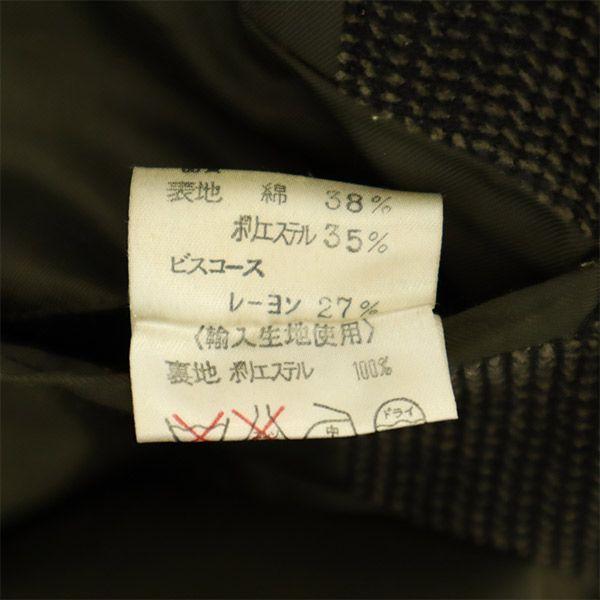 表地 綿 38%
ポリエステル 35%
ビスコース
レーヨン 27%
〈輸入生地使用〉
裏地 ポリエステル 100%
中 ドライ